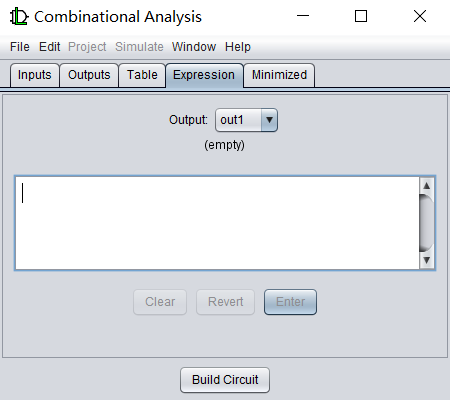 Combinational Analysis
File Edit Project Simulate Window Help
Inputs Outputs Table Expression Minimized
Output: out1
(empty)
Clear Revert Enter
Build Circuit